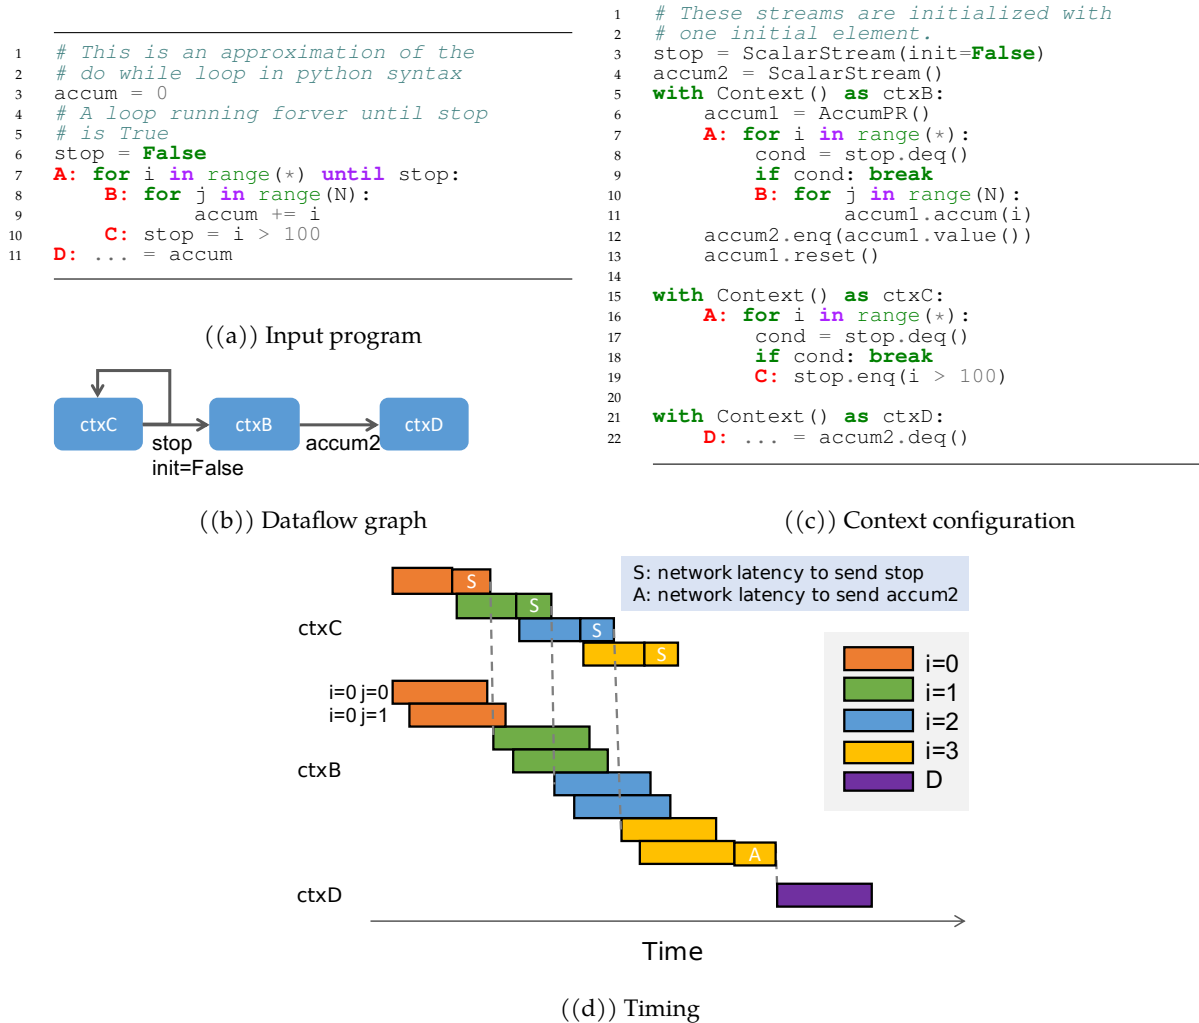 1 # This is an approximation of the
2 # do while loop in python syntax
3 accum = 0
4 # A loop running forver until stop
5 # is True
6 stop = False
7 A: for i in range(*) until stop:
8 B: for j in range(N):
9 accum += i
10 C: stop = i > 100
11 D: ... = accum
((a)) Input program
ctxC
ctxB
ctxD
stop
init=False
accum2
((b)) Dataflow graph
1 # These streams are initialized with
2 # one initial element.
3 stop = ScalarStream(init=False)
4 accum2 = ScalarStream()
5 with Context() as ctxB:
6 accum1 = AccumPR()
7 A: for i in range(*):
8 cond = stop.deq()
9 if cond: break
10 B: for j in range(N):
11 accum1.accum(i)
12 accum2.enq(accum1.value())
13 accum1.reset()
14
15 with Context() as ctxC:
16 A: for i in range(*):
17 cond = stop.deq()
18 if cond: break
19 C: stop.enq(i > 100)
20
21 with Context() as ctxD:
22 D: ... = accum2.deq()
((c)) Context configuration
S: network latency to send stop
A: network latency to send accum2
S
S
S
S
ctxC
i=0 j=0
i=0 j=1
ctxB
A
ctxD
i=0
i=1
i=2
i=3
D
Time
((d)) Timing